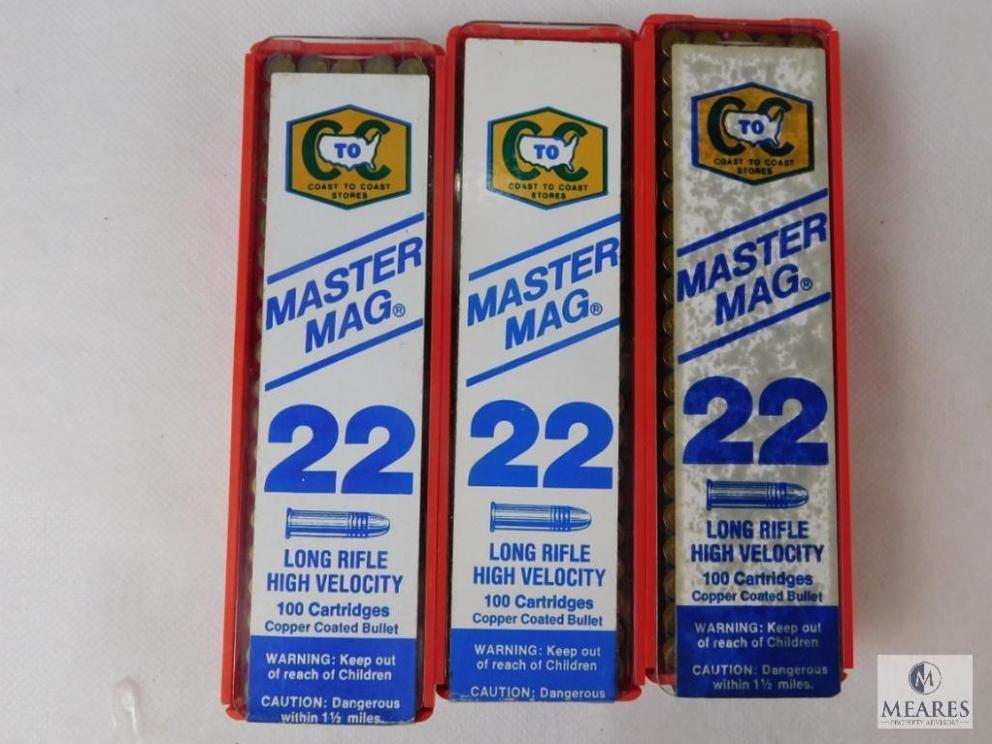 C TO C
COAST TO COAST
STORES
MASTER
MAG®
22
LONG RIFLE
HIGH VELOCITY
100 Cartridges
Copper Coated Bullet
WARNING: Keep out
of reach of Children
CAUTION: Dangerous
within 1½ miles.
C TO C
COAST TO COAST
STORES
MASTER
MAG®
22
LONG RIFLE
HIGH VELOCITY
100 Cartridges
Copper Coated Bullet
WARNING: Keep out
of reach of Children
CAUTION: Dangerous
C TO C
COAST TO COAST
STORES
MASTER
MAG®
22
LONG RIFLE
HIGH VELOCITY
100 Cartridges
Copper Coated Bullet
WARNING: Keep out
of reach of Children
CAUTION: Dangerous
within 1½ miles.
M
MEARES
PROPERTY ADVISORS